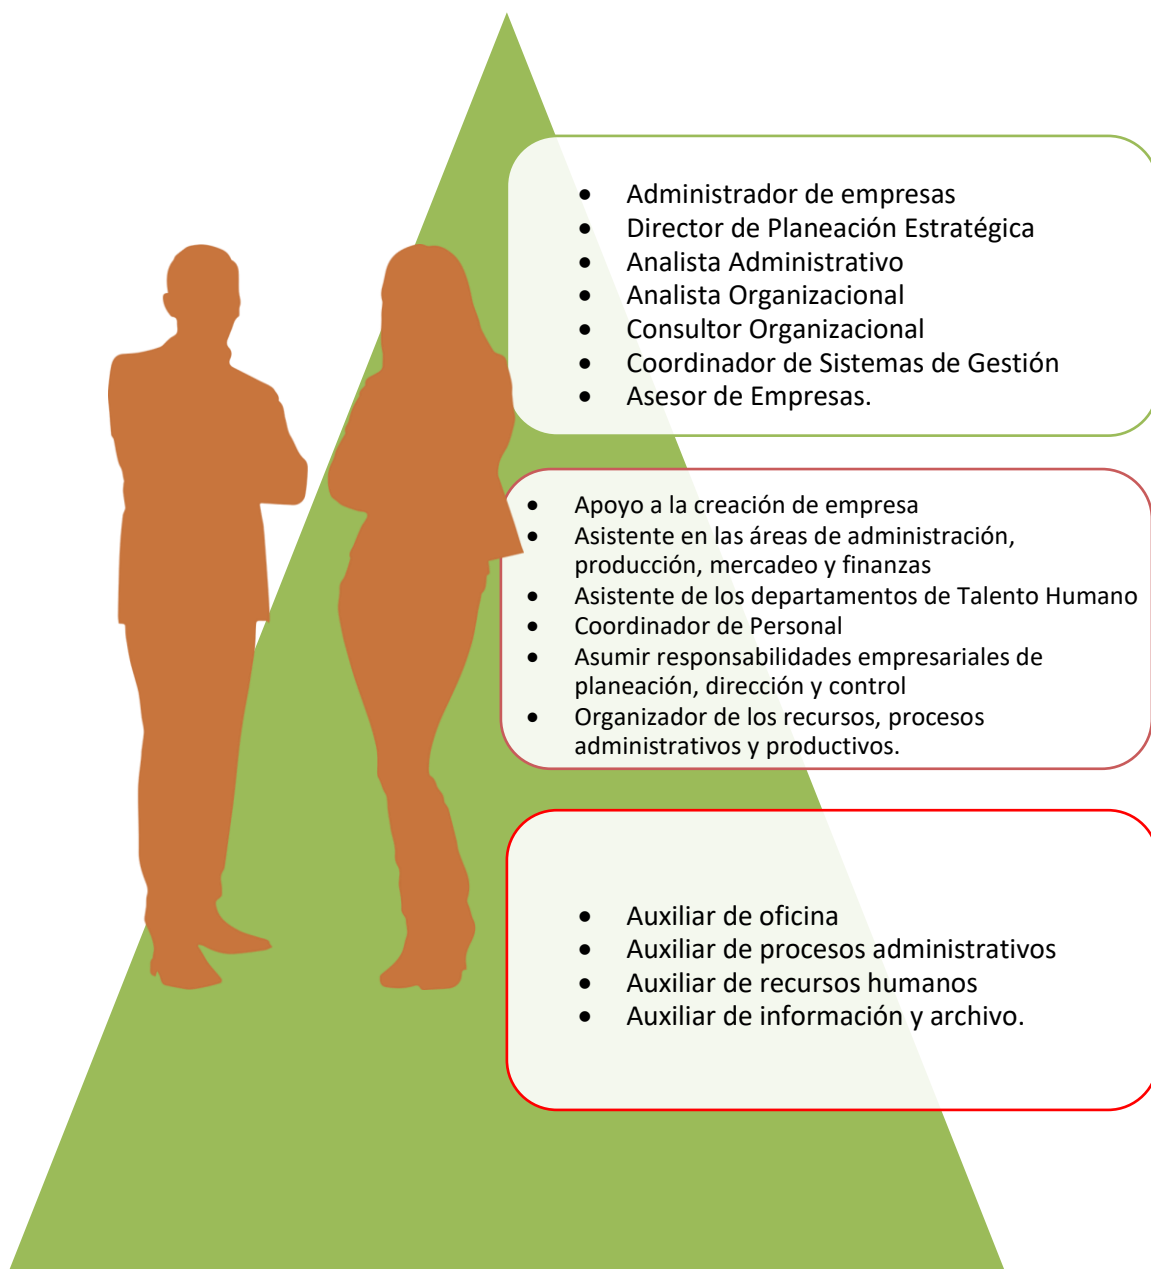 • Administrador de empresas
• Director de Planeación Estratégica
• Analista Administrativo
• Analista Organizacional
• Consultor Organizacional
• Coordinador de Sistemas de Gestión
• Asesor de Empresas.
• Apoyo a la creación de empresa
• Asistente en las áreas de administración,
producción, mercadeo y finanzas
• Asistente de los departamentos de Talento Humano
• Coordinador de Personal
• Asumir responsabilidades empresariales de
planeación, dirección y control
• Organizador de los recursos, procesos
administrativos y productivos.
• Auxiliar de oficina
• Auxiliar de procesos administrativos
• Auxiliar de recursos humanos
• Auxiliar de información y archivo.